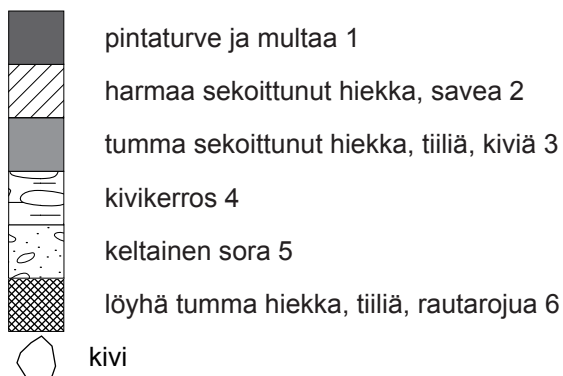 pintaturve ja multaa 1
harmaa sekoittunut hiekka, savea 2
tumma sekoittunut hiekka, tiiliä, kiviä 3
kivikerros 4
keltainen sora 5
löyhä tumma hiekka, tiiliä, rautarojua 6
kivi